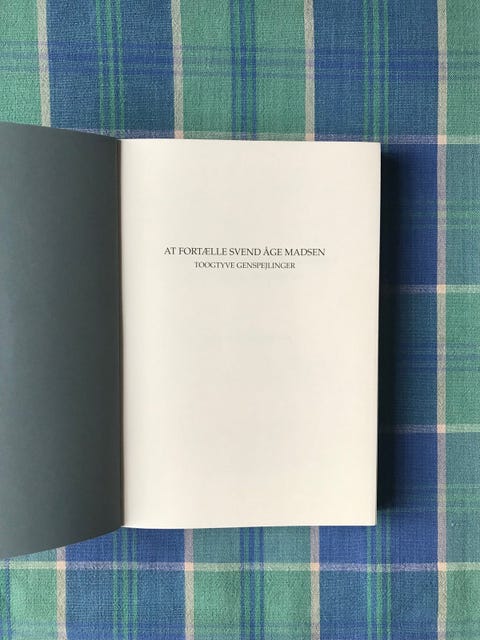 AT FORTÆLLE SVEND ÅGE MADSEN
TOOGTYVE GENSPEJLINGER